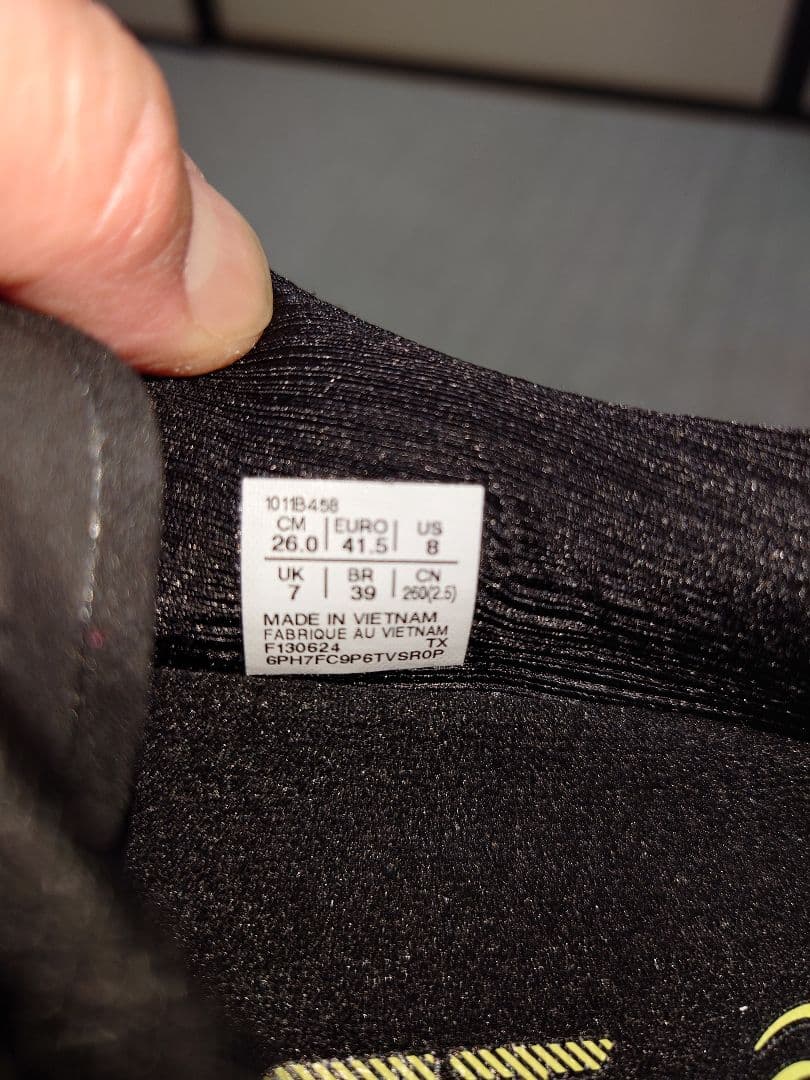 1011B458
CM | EURO | US
26.0 | 41.5 | 8
UK | BR | CN
7 | 39 | 260(2.5)
MADE IN VIETNAM
FABRIQUE AU VIETNAM
F130624 TX
6PH7FC9P6TVSR0P